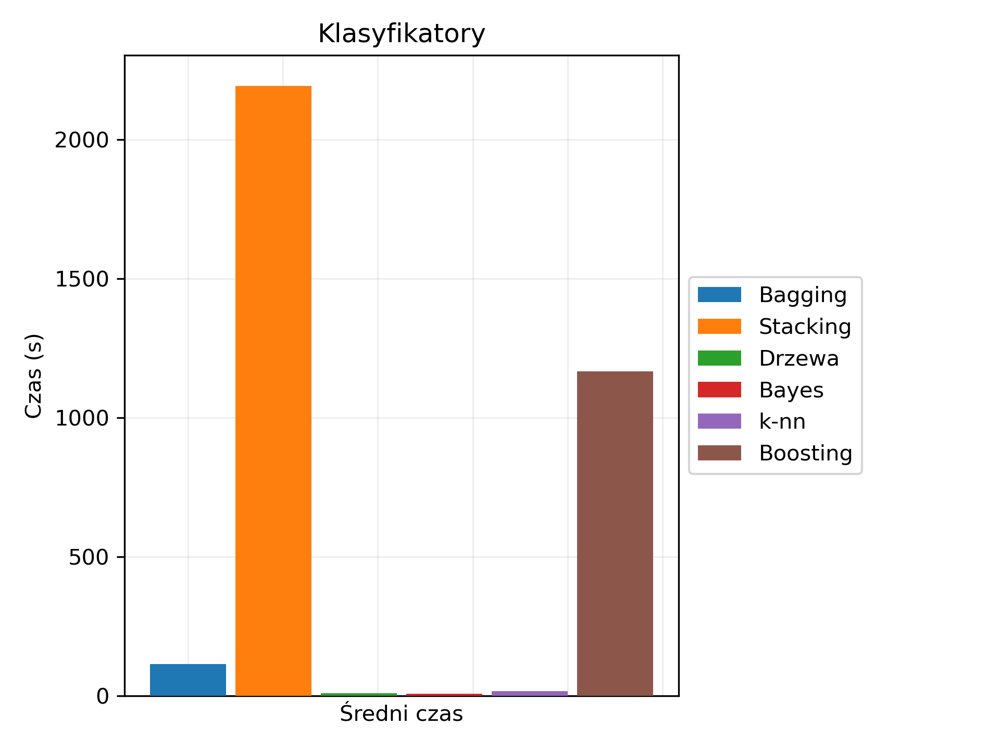 Klasyfikatory
Czas (s)
2000
1500
1000
500
0
Średni czas
Bagging
Stacking
Drzewa
Bayes
k-nn
Boosting